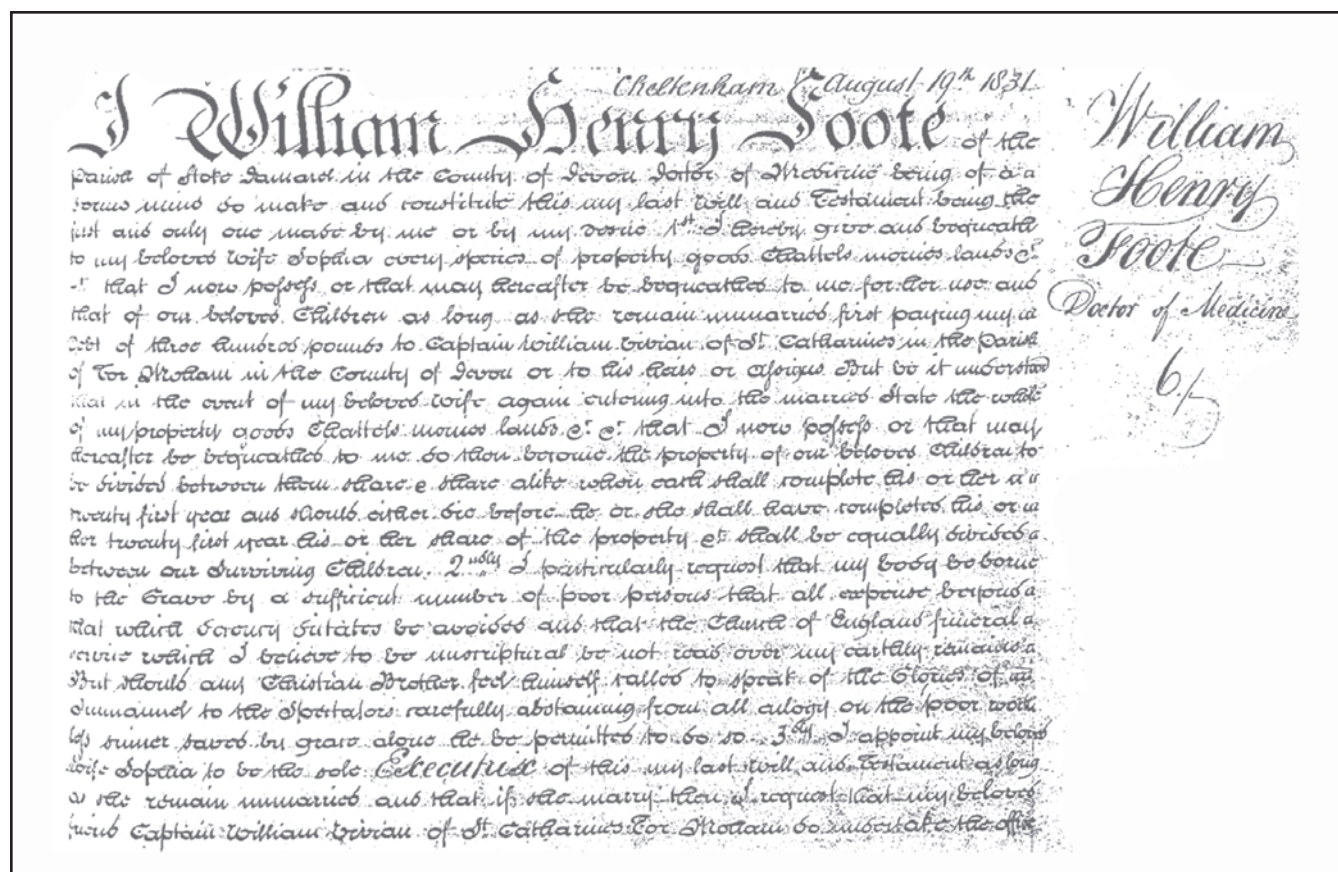 Cheltenham August 19th 1831
I William Henry Foote of the
parish of Stoke Damarel in the County of Devon Doctor of Medicine being of
mind do make and constitute this my last Will and Testament being the
just and only one made by me or by my desire 1st I hereby give and bequeath
to my beloved Wife Sophia every species of property goods Chattels monies lands &c
that I now possess or that may hereafter be bequeathed to me for her use and
that of our beloved Children as long as she remain unmarried first paying my
debt of three hundred pounds to Captain William Vivian of St Catharines in the Parish
of Tor Moham in the County of Devon or to his heirs or assigns But be it understood
that in the event of my beloved Wife again entering into the married State the whole
of my property goods Chattels monies lands &c &c that I now possess or that may
hereafter be bequeathed to me do then become the property of our beloved Children to
be divided between them share & share alike when each shall complete his or her
twenty first year and should either die before he or she shall have completed his or
her twenty first year his or her share of the property &c shall be equally divided
between our Surviving Children. 2ndly I particularly request that my body be borne
to the Grave by a sufficient number of poor persons that all expense beyond
that which decency dictates be avoided and that the Church of England funeral
service which I believe to be unscriptural be not read over my earthly remains
But should any Christian Brother feel himself called to speak of the Glories of
Immanuel to the Spectators carefully abstaining from all eulogy on the poor worth
less sinner saved by grace alone he be permitted to do so 3dly I appoint my beloved
wife Sophia to be the sole Executrix of this my last will and Testament as long
as she remain unmarried and that if she marry then I request that my beloved
friend Captain William Vivian of St Catharines Tor Moham do undertake the office
William
Henry
Foote
Doctor of Medicine
6/